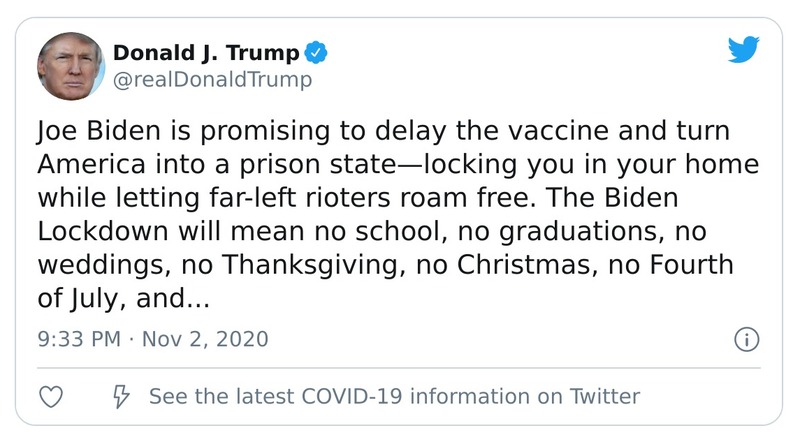 Donald J. Trump
@realDonaldTrump
Joe Biden is promising to delay the vaccine and turn
America into a prison state—locking you in your home
while letting far-left rioters roam free. The Biden
Lockdown will mean no school, no graduations, no
weddings, no Thanksgiving, no Christmas, no Fourth
of July, and...
9:33 PM · Nov 2, 2020
See the latest COVID-19 information on Twitter